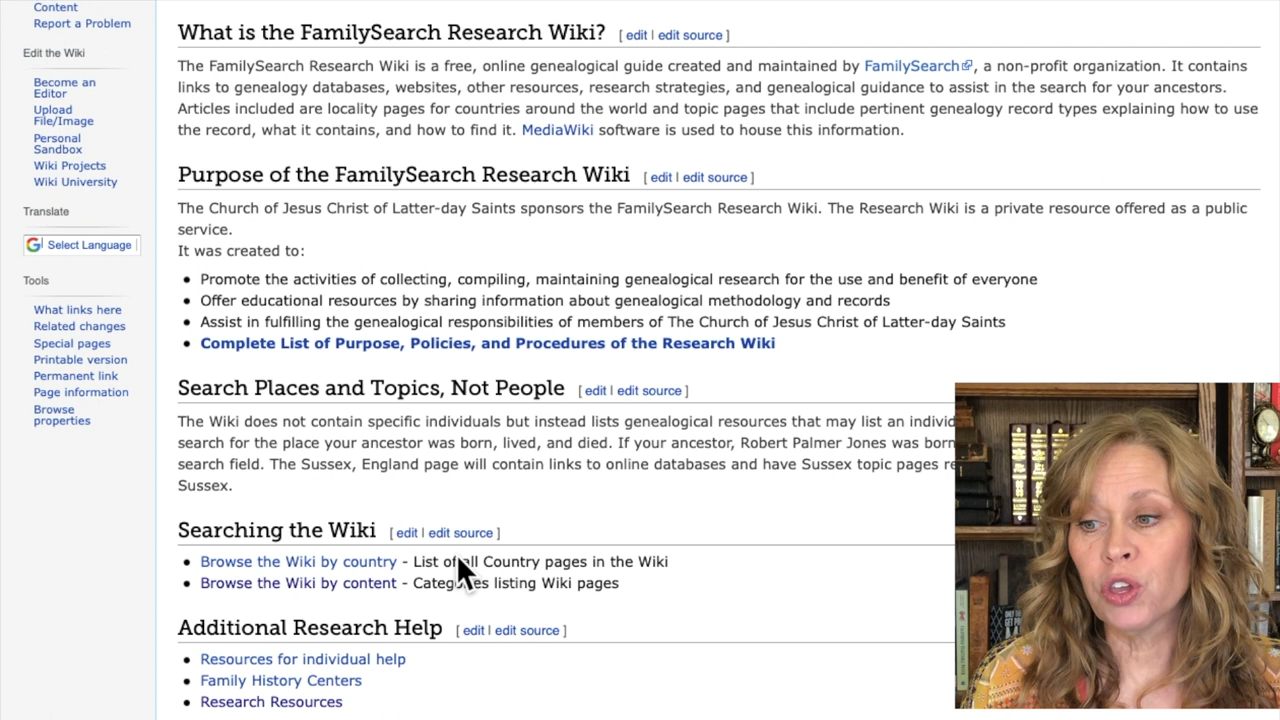 Content
Report a Problem
Edit the Wiki
Become an
Editor
Upload
File/Image
Personal
Sandbox
Wiki Projects
Wiki University
Translate
Select Language
Tools
What links here
Related changes
Special pages
Printable version
Permanent link
Page information
Browse
properties
What is the FamilySearch Research Wiki? [ edit | edit source ]
The FamilySearch Research Wiki is a free, online genealogical guide created and maintained by FamilySearch, a non-profit organization. It contains
links to genealogy databases, websites, other resources, research strategies, and genealogical guidance to assist in the search for your ancestors.
Articles included are locality pages for countries around the world and topic pages that include pertinent genealogy record types explaining how to use
the record, what it contains, and how to find it. MediaWiki software is used to house this information.
Purpose of the FamilySearch Research Wiki [ edit | edit source ]
The Church of Jesus Christ of Latter-day Saints sponsors the FamilySearch Research Wiki. The Research Wiki is a private resource offered as a public
service.
It was created to:
Promote the activities of collecting, compiling, maintaining genealogical research for the use and benefit of everyone
Offer educational resources by sharing information about genealogical methodology and records
Assist in fulfilling the genealogical responsibilities of members of The Church of Jesus Christ of Latter-day Saints
Complete List of Purpose, Policies, and Procedures of the Research Wiki
Search Places and Topics, Not People [ edit | edit source ]
The Wiki does not contain specific individuals but instead lists genealogical resources that may list an individ
search for the place your ancestor was born, lived, and died. If your ancestor, Robert Palmer Jones was born
search field. The Sussex, England page will contain links to online databases and have Sussex topic pages re
Sussex.
Searching the Wiki [ edit | edit source ]
Browse the Wiki by country - List of all Country pages in the Wiki
Browse the Wiki by content - Categories listing Wiki pages
Additional Research Help [ edit | edit source ]
Resources for individual help
Family History Centers
Research Resources